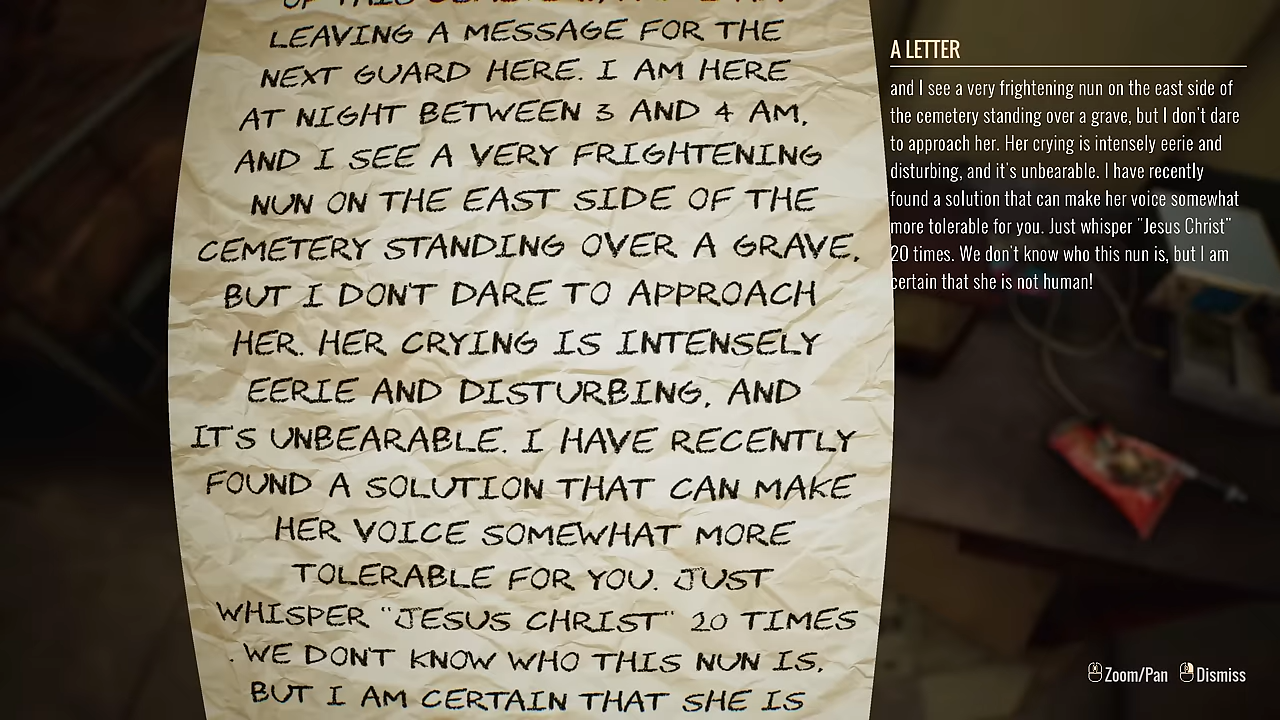 LEAVING A MESSAGE FOR THE
NEXT GUARD HERE. I AM HERE
AT NIGHT BETWEEN 3 AND 4 AM,
AND I SEE A VERY FRIGHTENING
NUN ON THE EAST SIDE OF THE
CEMETERY STANDING OVER A GRAVE,
BUT I DON'T DARE TO APPROACH
HER. HER CRYING IS INTENSELY
EERIE AND DISTURBING, AND
IT'S UNBEARABLE. I HAVE RECENTLY
FOUND A SOLUTION THAT CAN MAKE
HER VOICE SOMEWHAT MORE
TOLERABLE FOR YOU. JUST
WHISPER "JESUS CHRIST" 20 TIMES
. WE DON'T KNOW WHO THIS NUN IS,
BUT I AM CERTAIN THAT SHE IS
A LETTER
and I see a very frightening nun on the east side of
the cemetery standing over a grave, but I don't dare
to approach her. Her crying is intensely eerie and
disturbing, and it's unbearable. I have recently
found a solution that can make her voice somewhat
more tolerable for you. Just whisper "Jesus Christ"
20 times. We don't know who this nun is, but I am
certain that she is not human!
Zoom/Pan Dismiss